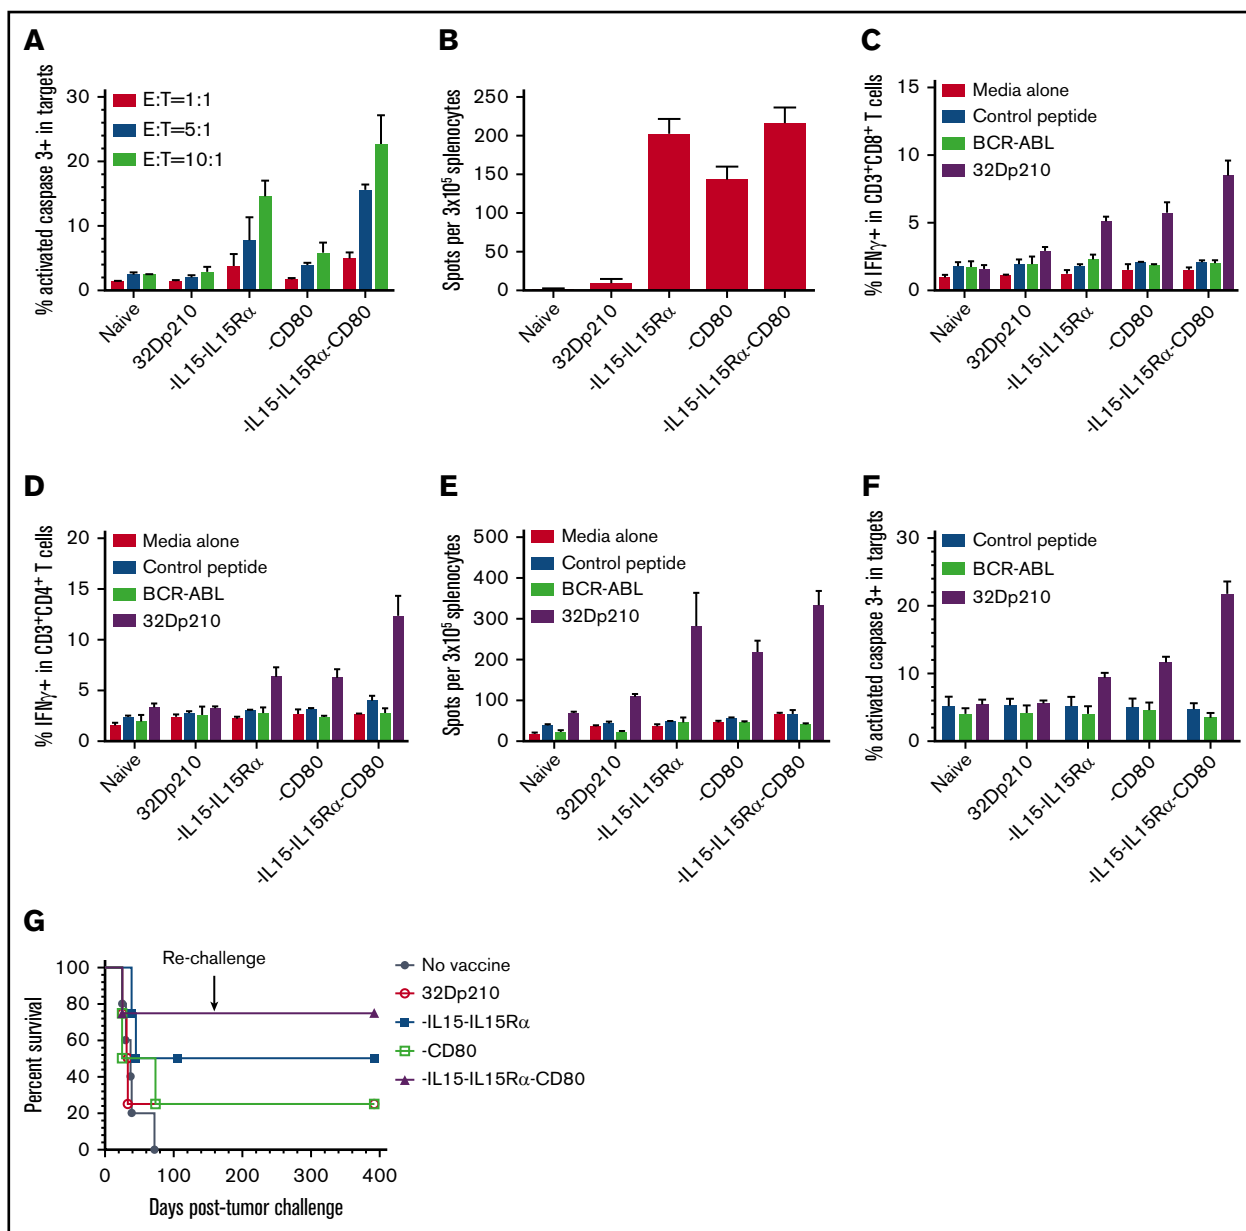 A
% activated caspase 3+ in targets
30
20
10
0
E:T=1:1
E:T=5:1
E:T=10:1
Naive
32Dp210
-IL15-IL15Rα
-CD80
-IL15-IL15Rα-CD80
B
Spots per 3x10⁵ splenocytes
250
200
150
100
50
0
Naive
32Dp210
-IL15-IL15Rα
-CD80
-IL15-IL15Rα-CD80
C
% IFNγ+ in CD3⁺CD8⁺ T cells
15
10
5
0
Media alone
Control peptide
BCR-ABL
32Dp210
Naive
32Dp210
-IL15-IL15Rα
-CD80
-IL15-IL15Rα-CD80
D
% IFNγ+ in CD3⁺CD4⁺ T cells
20
15
10
5
0
Media alone
Control peptide
BCR-ABL
32Dp210
Naive
32Dp210
-IL15-IL15Rα
-CD80
-IL15-IL15Rα-CD80
E
Spots per 3x10⁵ splenocytes
500
400
300
200
100
0
Media alone
Control peptide
BCR-ABL
32Dp210
Naive
32Dp210
-IL15-IL15Rα
-CD80
-IL15-IL15Rα-CD80
F
% activated caspase 3+ in targets
30
20
10
0
Control peptide
BCR-ABL
32Dp210
Naive
32Dp210
-IL15-IL15Rα
-CD80
-IL15-IL15Rα-CD80
G
Percent survival
100
80
60
40
20
0
Re-challenge
0 100 200 300 400
Days post-tumor challenge
No vaccine
32Dp210
-IL15-IL15Rα
-CD80
-IL15-IL15Rα-CD80